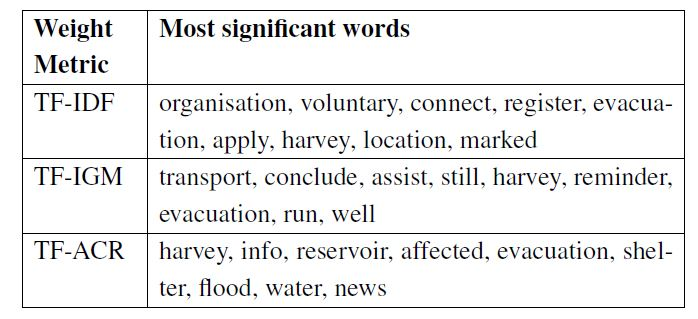 Weight Most significant words
Metric
TF-IDF organisation, voluntary, connect, register, evacua-
tion, apply, harvey, location, marked
TF-IGM transport, conclude, assist, still, harvey, reminder,
evacuation, run, well
TF-ACR harvey, info, reservoir, affected, evacuation, shel-
ter, flood, water, news